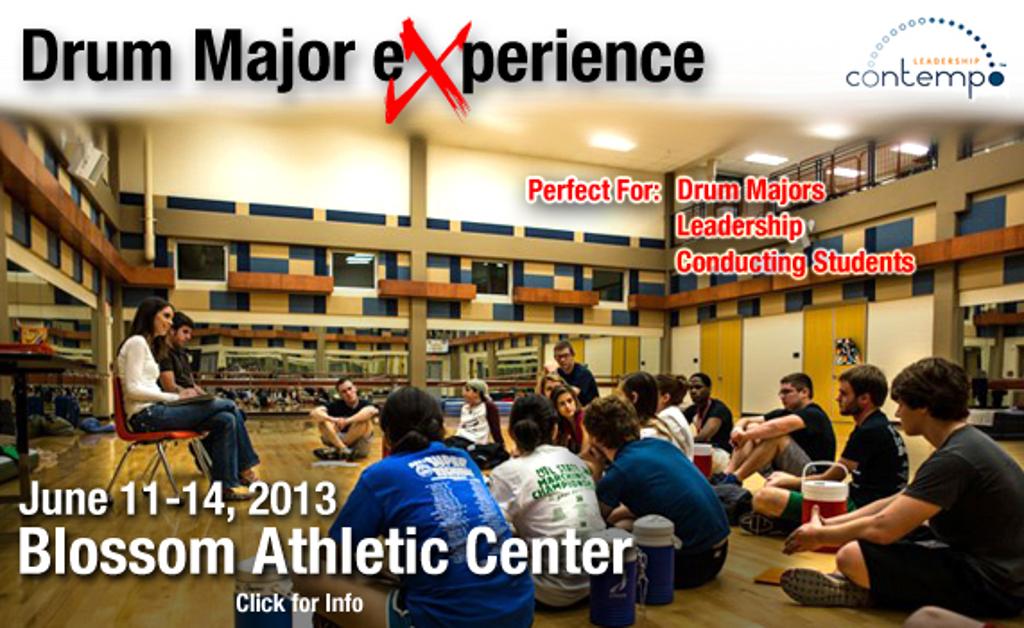 Drum Major eXperience
LEADERSHIP
contempo
Perfect For: Drum Majors
Leadership
Conducting Students
June 11-14, 2013
Blossom Athletic Center
Click for Info